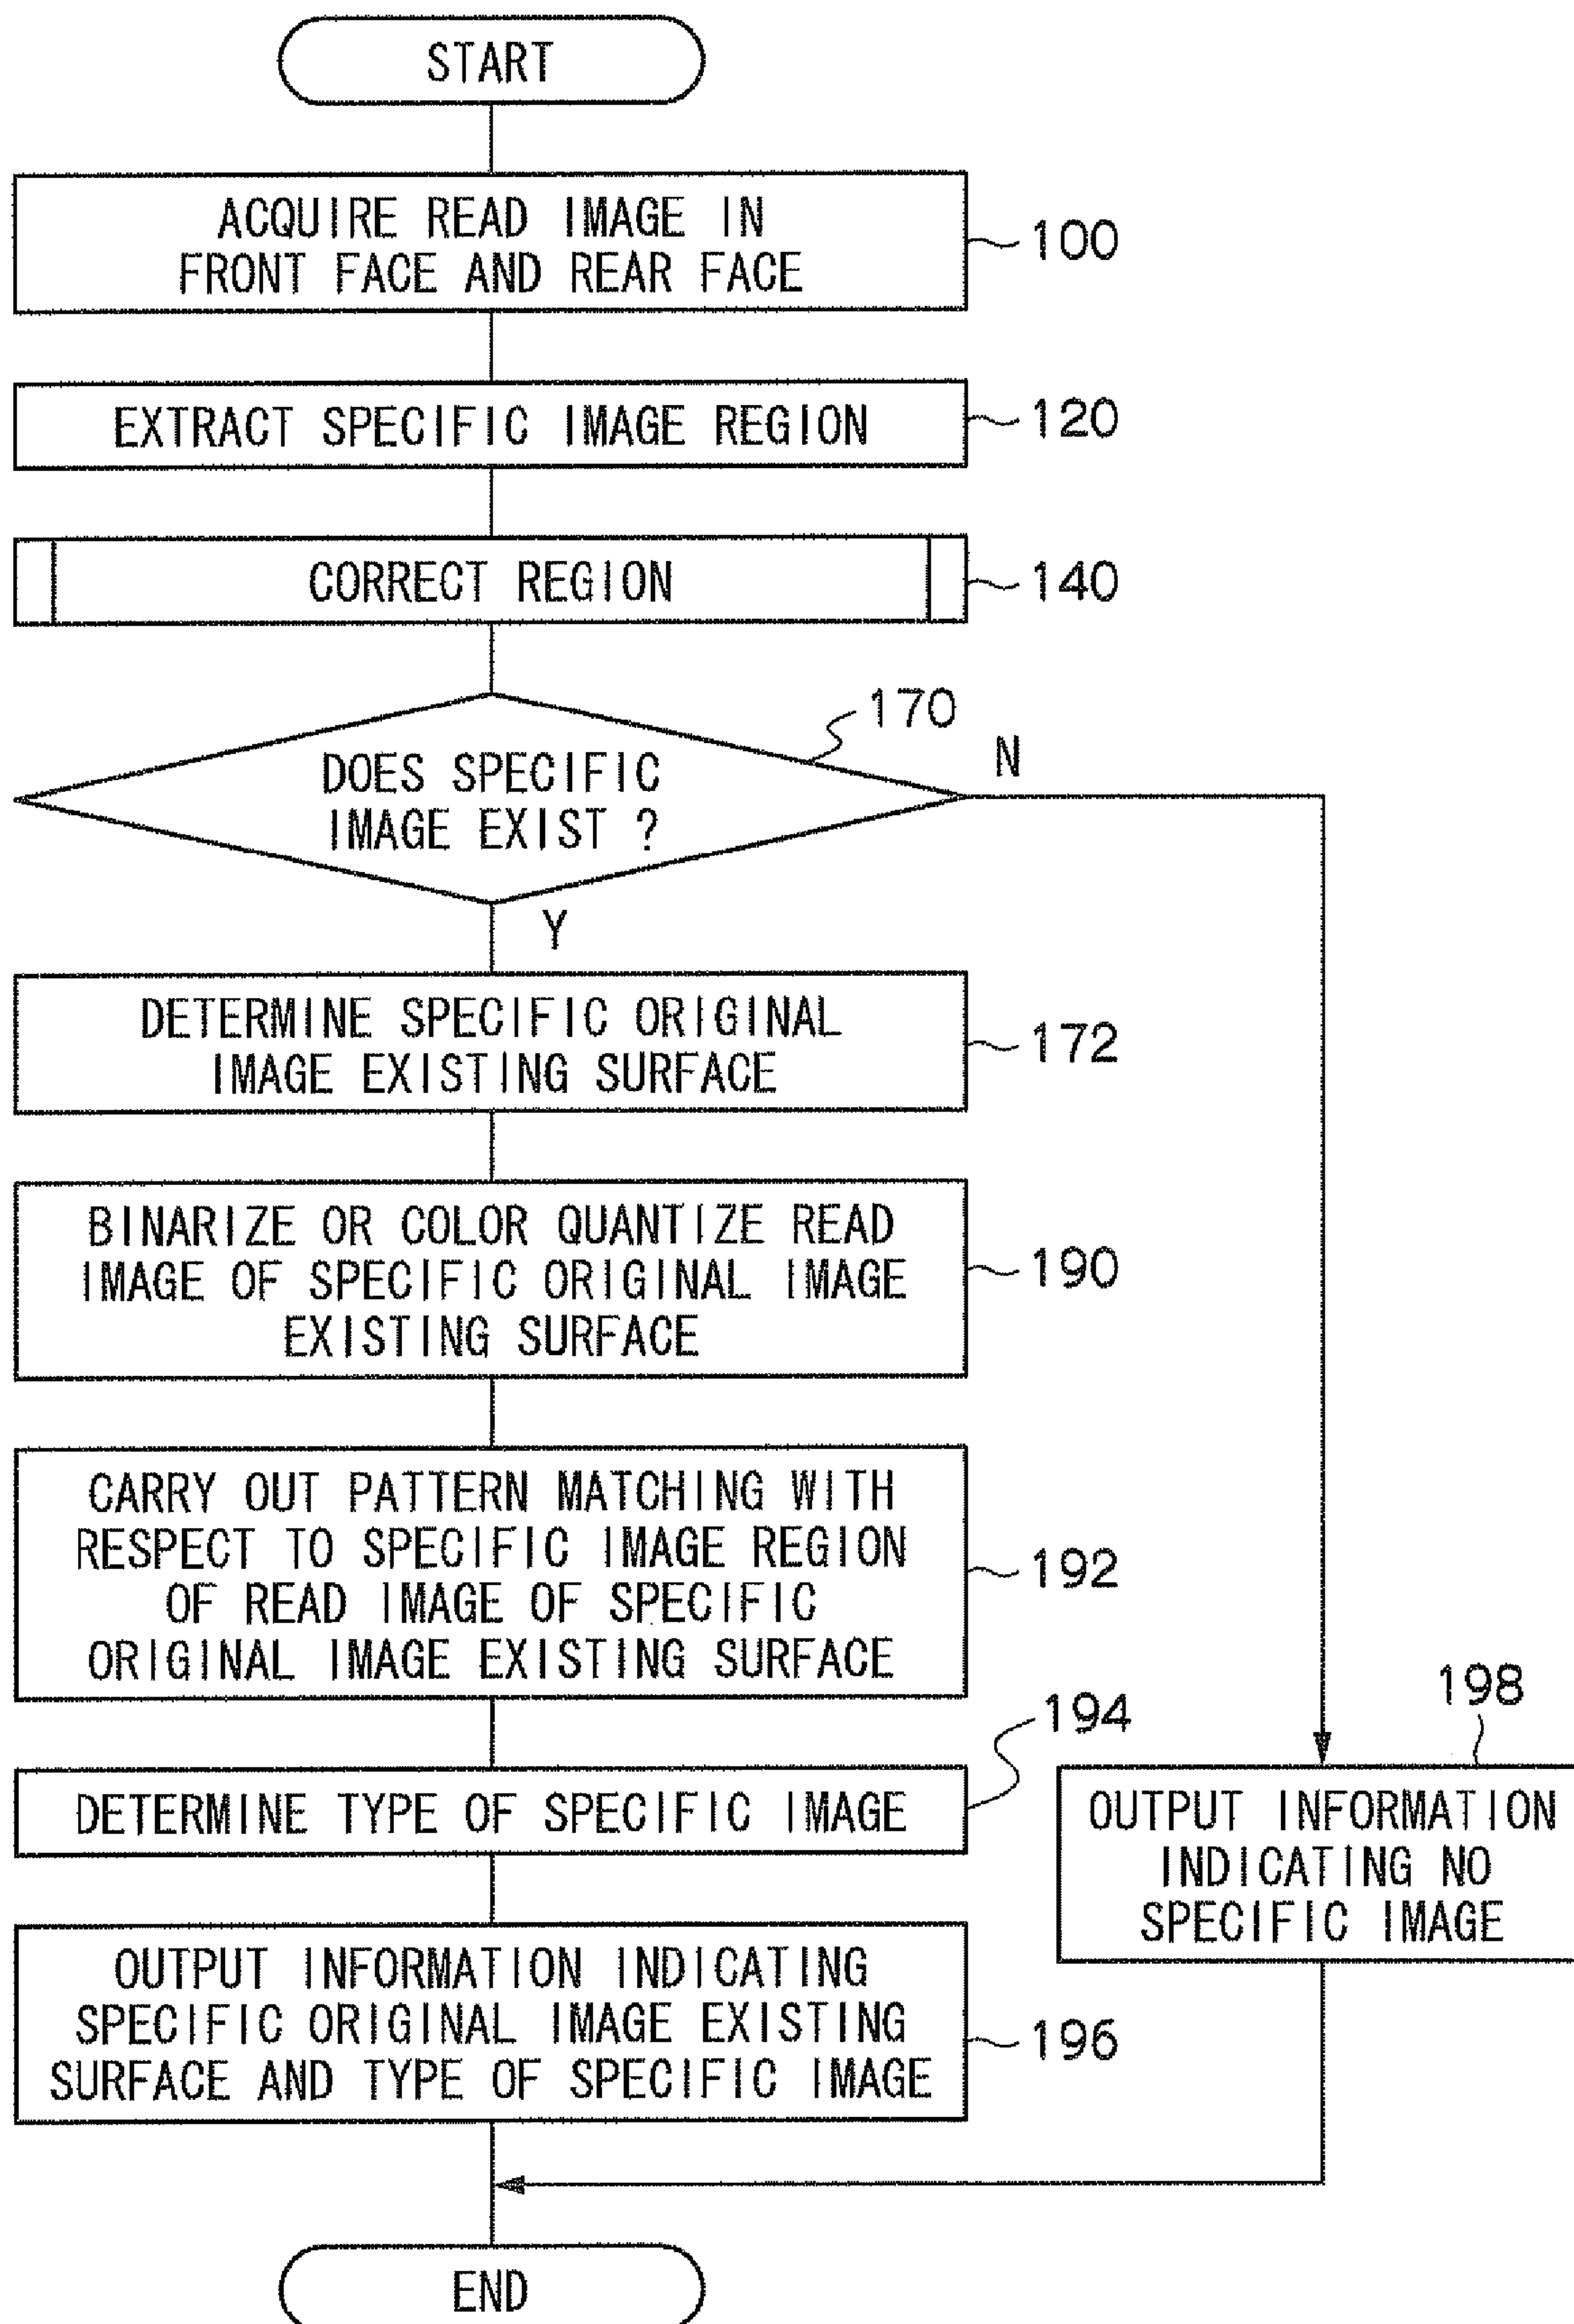 START
ACQUIRE READ IMAGE IN
FRONT FACE AND REAR FACE
100
EXTRACT SPECIFIC IMAGE REGION
120
CORRECT REGION
140
170
DOES SPECIFIC
IMAGE EXIST ?
N
Y
DETERMINE SPECIFIC ORIGINAL
IMAGE EXISTING SURFACE
172
BINARIZE OR COLOR QUANTIZE READ
IMAGE OF SPECIFIC ORIGINAL IMAGE
EXISTING SURFACE
190
CARRY OUT PATTERN MATCHING WITH
RESPECT TO SPECIFIC IMAGE REGION
OF READ IMAGE OF SPECIFIC
ORIGINAL IMAGE EXISTING SURFACE
192
194
DETERMINE TYPE OF SPECIFIC IMAGE
198
OUTPUT INFORMATION
INDICATING NO
SPECIFIC IMAGE
OUTPUT INFORMATION INDICATING
SPECIFIC ORIGINAL IMAGE EXISTING
SURFACE AND TYPE OF SPECIFIC IMAGE
196
END